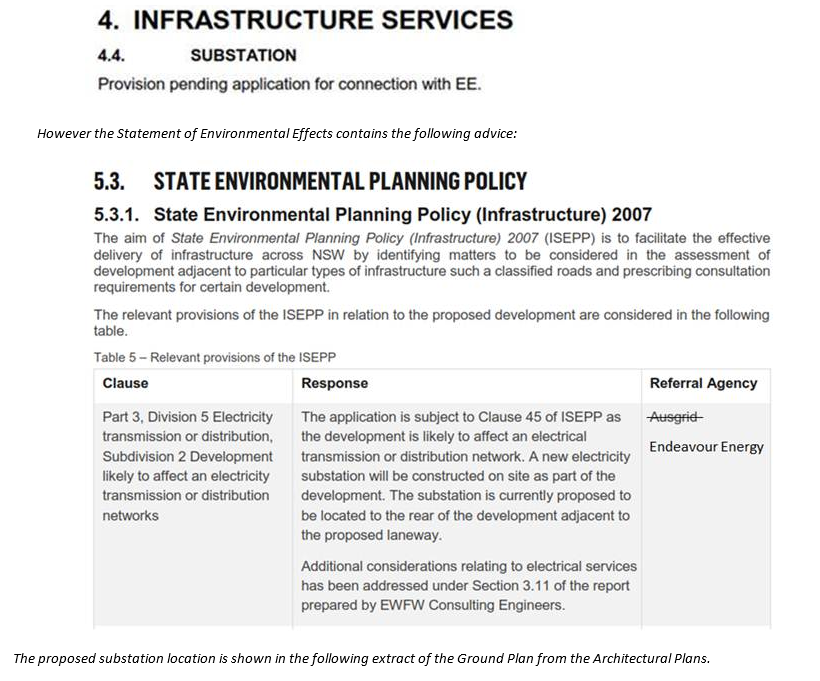 4. INFRASTRUCTURE SERVICES
4.4. SUBSTATION
Provision pending application for connection with EE.
However the Statement of Environmental Effects contains the following advice:
5.3. STATE ENVIRONMENTAL PLANNING POLICY
5.3.1. State Environmental Planning Policy (Infrastructure) 2007
The aim of State Environmental Planning Policy (Infrastructure) 2007 (ISEPP) is to facilitate the effective
delivery of infrastructure across NSW by identifying matters to be considered in the assessment of
development adjacent to particular types of infrastructure such a classified roads and prescribing consultation
requirements for certain development.
The relevant provisions of the ISEPP in relation to the proposed development are considered in the following
table.
Table 5 – Relevant provisions of the ISEPP
Clause
Response
Referral Agency
Part 3, Division 5 Electricity
transmission or distribution,
Subdivision 2 Development
likely to affect an electricity
transmission or distribution
networks
The application is subject to Clause 45 of ISEPP as
the development is likely to affect an electrical
transmission or distribution network. A new electricity
substation will be constructed on site as part of the
development. The substation is currently proposed to
be located to the rear of the development adjacent to
the proposed laneway.
Additional considerations relating to electrical services
has been addressed under Section 3.11 of the report
prepared by EWFW Consulting Engineers.
Ausgrid
Endeavour Energy
The proposed substation location is shown in the following extract of the Ground Plan from the Architectural Plans.